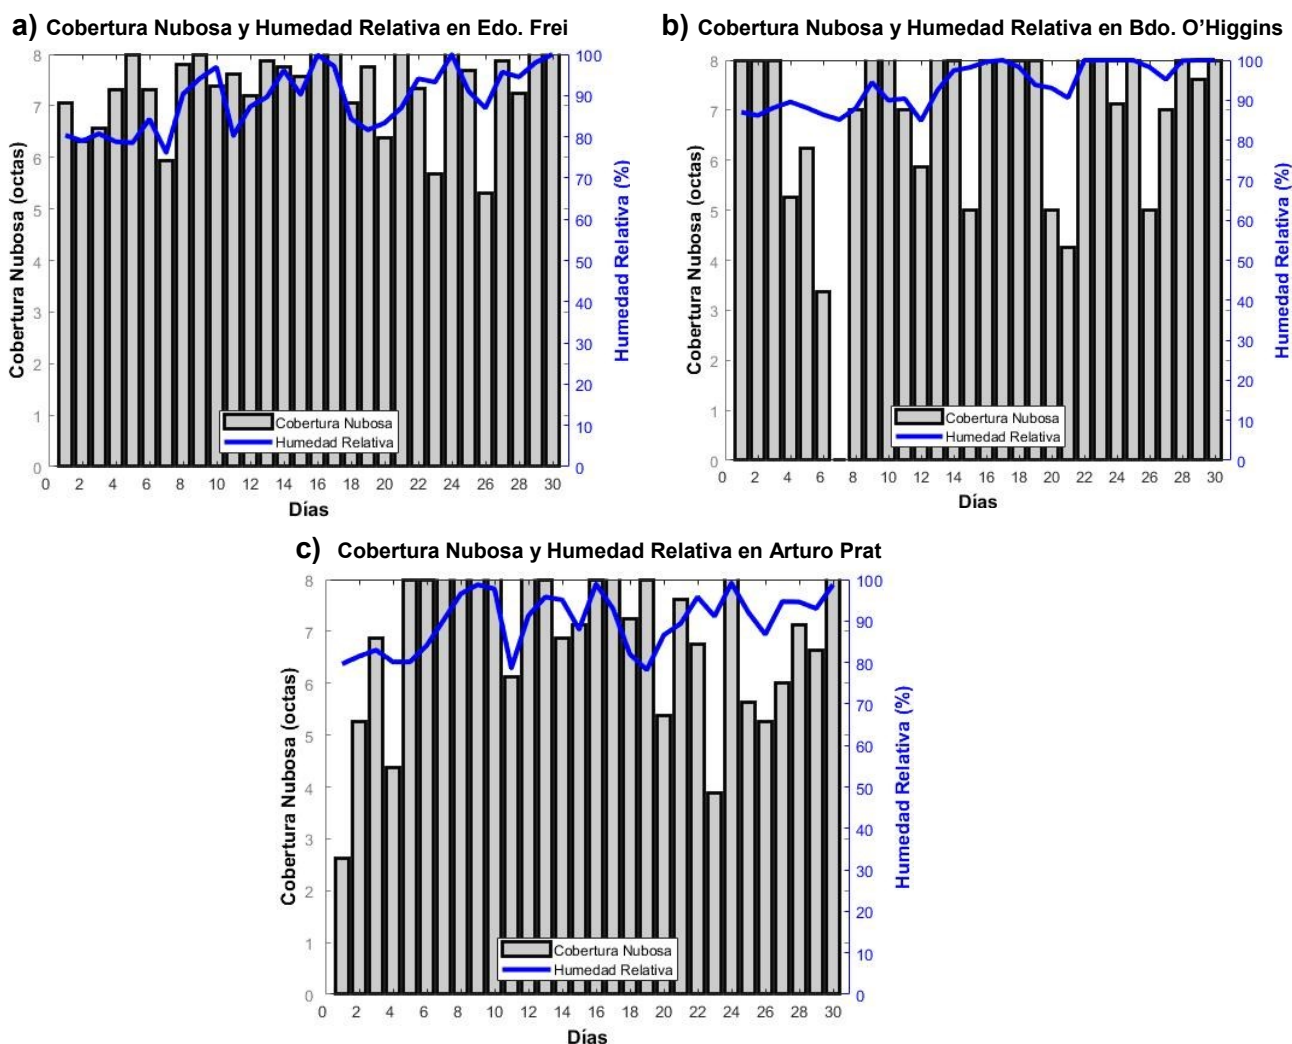 a) Cobertura Nubosa y Humedad Relativa en Edo. Frei
Cobertura Nubosa (octas)
8
7
6
5
4
3
2
1
0
100
90
80
70
60
50
40
30
20
10
0
Humedad Relativa (%)
Cobertura Nubosa
Humedad Relativa
0 2 4 6 8 10 12 14 16 18 20 22 24 26 28 30
Días
b) Cobertura Nubosa y Humedad Relativa en Bdo. O’Higgins
Cobertura Nubosa (octas)
8
7
6
5
4
3
2
1
0
100
90
80
70
60
50
40
30
20
10
0
Humedad Relativa (%)
Cobertura Nubosa
Humedad Relativa
0 2 4 6 8 10 12 14 16 18 20 22 24 26 28 30
Días
c) Cobertura Nubosa y Humedad Relativa en Arturo Prat
Cobertura Nubosa (octas)
8
7
6
5
4
3
2
1
0
100
90
80
70
60
50
40
30
20
10
0
Humedad Relativa (%)
Cobertura Nubosa
Humedad Relativa
0 2 4 6 8 10 12 14 16 18 20 22 24 26 28 30
Días